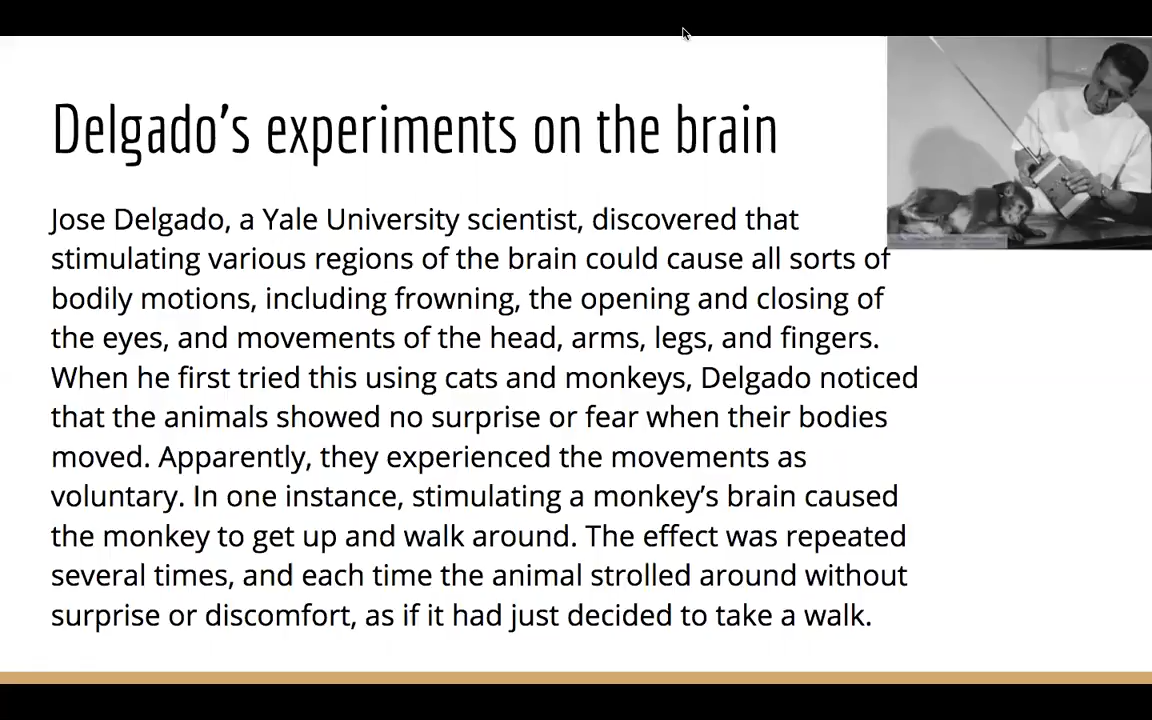 Delgado’s experiments on the brain
Jose Delgado, a Yale University scientist, discovered that
stimulating various regions of the brain could cause all sorts of
bodily motions, including frowning, the opening and closing of
the eyes, and movements of the head, arms, legs, and fingers.
When he first tried this using cats and monkeys, Delgado noticed
that the animals showed no surprise or fear when their bodies
moved. Apparently, they experienced the movements as
voluntary. In one instance, stimulating a monkey’s brain caused
the monkey to get up and walk around. The effect was repeated
several times, and each time the animal strolled around without
surprise or discomfort, as if it had just decided to take a walk.